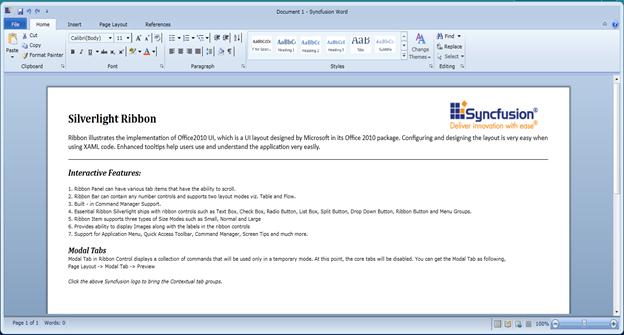 Document 1 - Syncfusion Word
File Home Insert Page Layout References
Cut
Copy
Format Painter
Paste
Clipboard
Calibri(Body) 11
Font
Paragraph
AaBbCc AaBbCc AaBbCcI AaB AaBbCc
Heading 1 Heading 2 Title Subtitle
Styles
Change
Themes
Find
Replace
Select
Editing
Silverlight Ribbon
Syncfusion®
Deliver innovation with ease®
Ribbon illustrates the implementation of Office2010 UI, which is a UI layout designed by Microsoft in its Office 2010 package. Configuring and designing the layout is very easy when
using XAML code. Enhanced tooltips help users use and understand the application very easily.
Interactive Features:
1. Ribbon Panel can have various tab items that have the ability to scroll.
2. Ribbon Bar can contain any number controls and supports two layout modes viz. Table and Flow.
3. Built - in Command Manager Support.
4. Essential Ribbon Silverlight ships with ribbon controls such as Text Box, Check Box, Radio Button, List Box, Split Button, Drop Down Button, Ribbon Button and Menu Groups.
5. Ribbon Item supports three types of Size Modes such as Small, Normal and Large
6. Provides ability to display Images along with the labels in the ribbon controls
7. Support for Application Menu, Quick Access Toolbar, Command Manager, Screen Tips and much more.
Modal Tabs
Modal Tab in Ribbon Control displays a collection of commands that will be used only in a temporary mode. At this point, the core tabs will be disabled. You can get the Modal Tab as following,
Page Layout -> Modal Tab -> Preview
Click the above Syncfusion logo to bring the Contextual tab groups.
Page 1 of 1 Words: 0 100%